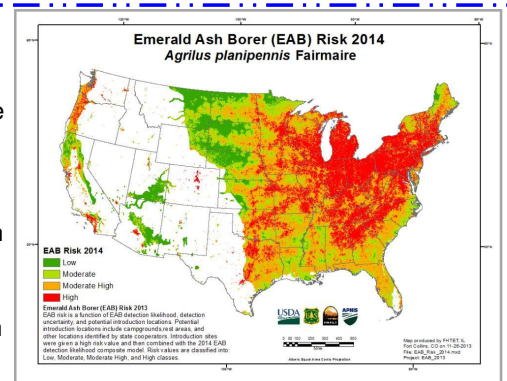 Emerald Ash Borer (EAB) Risk 2014
Agrilus planipennis Fairmaire
EAB Risk 2014
Low
Moderate
Moderate High
High
Emerald Ash Borer (EAB) Risk 2013
EAB risk is a function of EAB detection likelihood, detection
uncertainty, and potential introduction locations. Potential
introduction locations include campgrounds, rest areas, and
other locations identified by state cooperators. Introduction sites
were given a high risk value and then combined with the 2014 EAB
detection likelihood composite model. Risk values are classified into
Low, Moderate, Moderate High, and High classes.
USDA
APHIS
Albers Equal Area Conic Projection
Map produced by FHTET, IL
Fort Collins, CO on 11-26-2013
File: EAB_Risk_2014.mxd
Project: EAB_2013